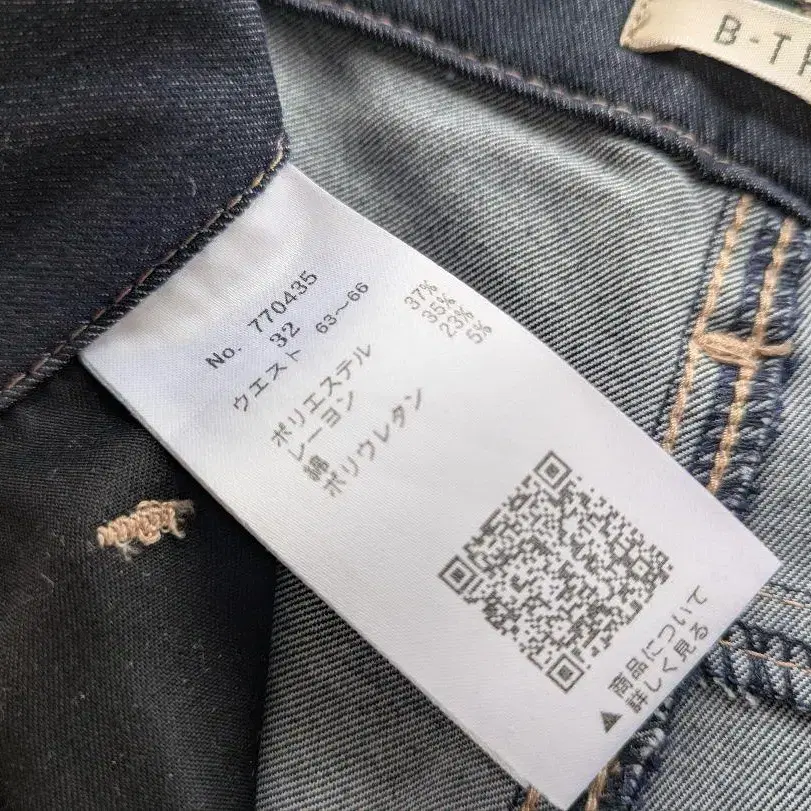 B-TR
No. 770435
32
ウエスト 63～66
ポリエステル 37%
レーヨン 35%
綿 23%
ポリウレタン 5%
商品について
▲ 詳しく見る